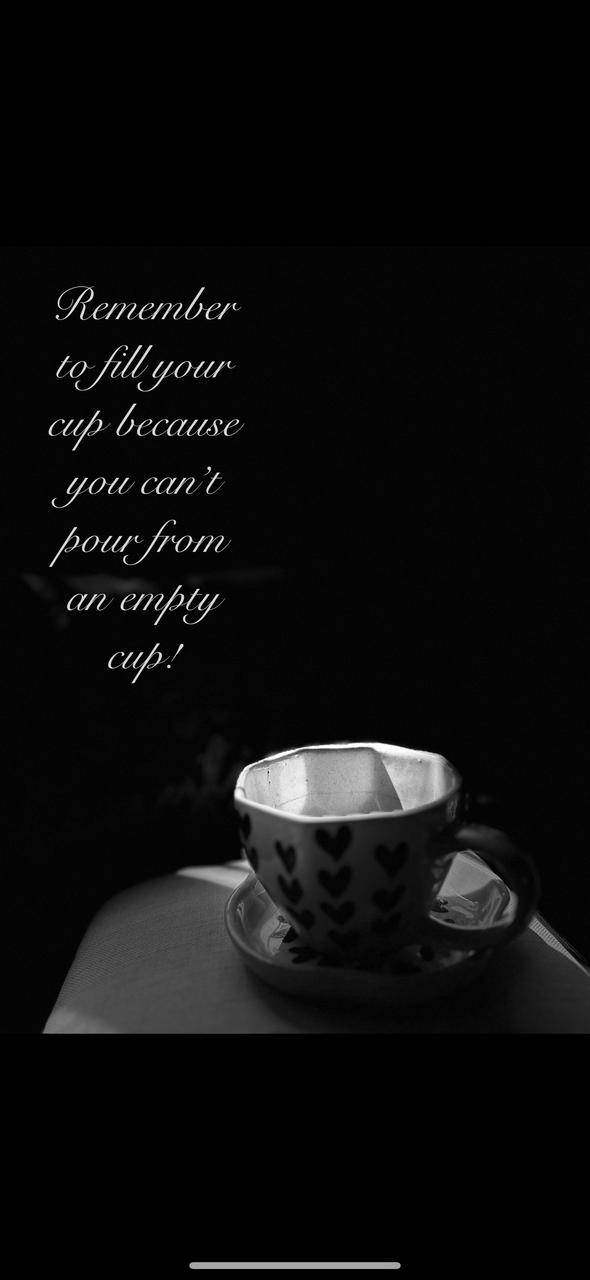 Remember
to fill your
cup because
you can't
pour from
an empty
cup!